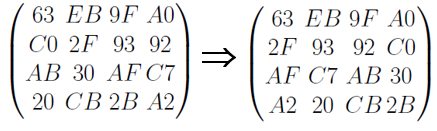 63 EB 9F A0 ⇒ 63 EB 9F A0
C0 2F 93 92 2F 93 92 C0
AB 30 AF C7 AF C7 AB 30
20 CB 2B A2 A2 20 CB 2B